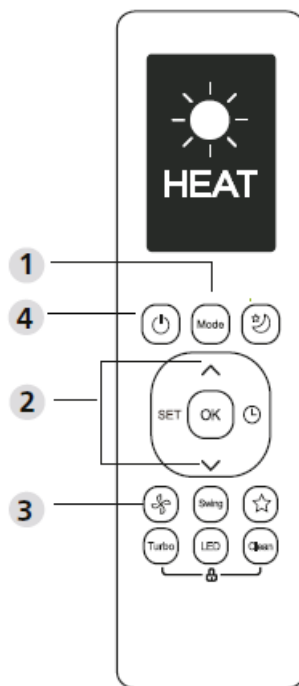 HEAT
1
4
Mode
2
SET OK
3
Swing
Turbo LED Clean